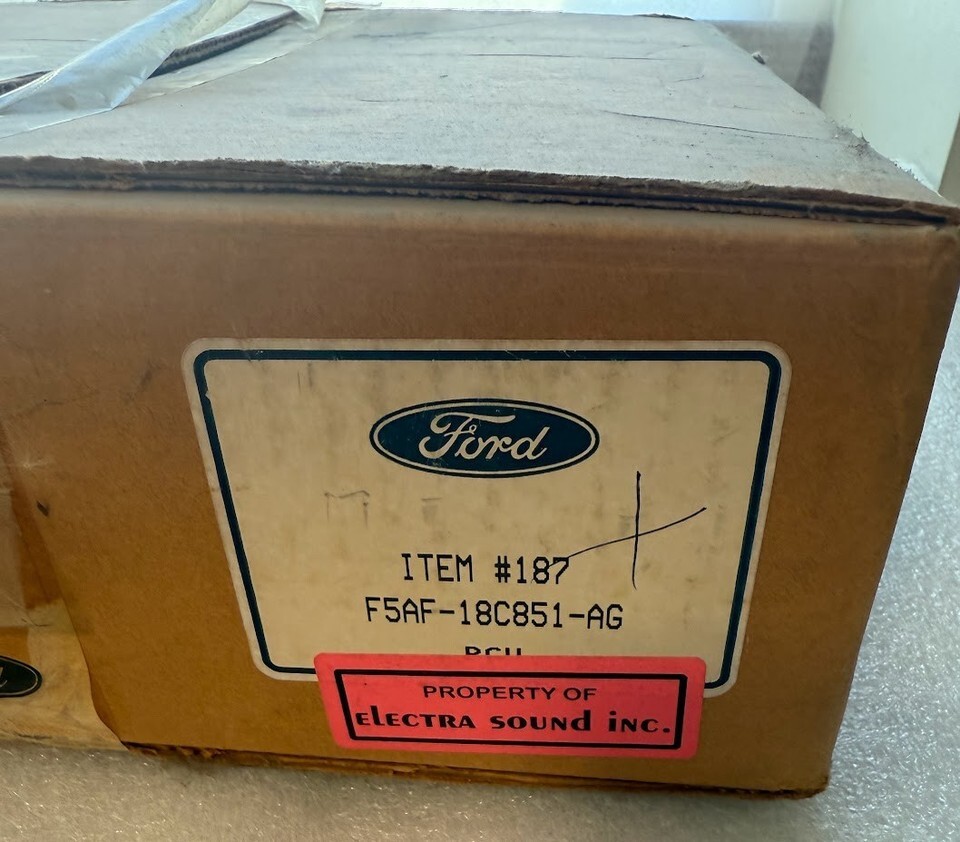 Ford
ITEM #187
F5AF-18C851-AG
PROPERTY OF
ELECTRA SOUND INC.